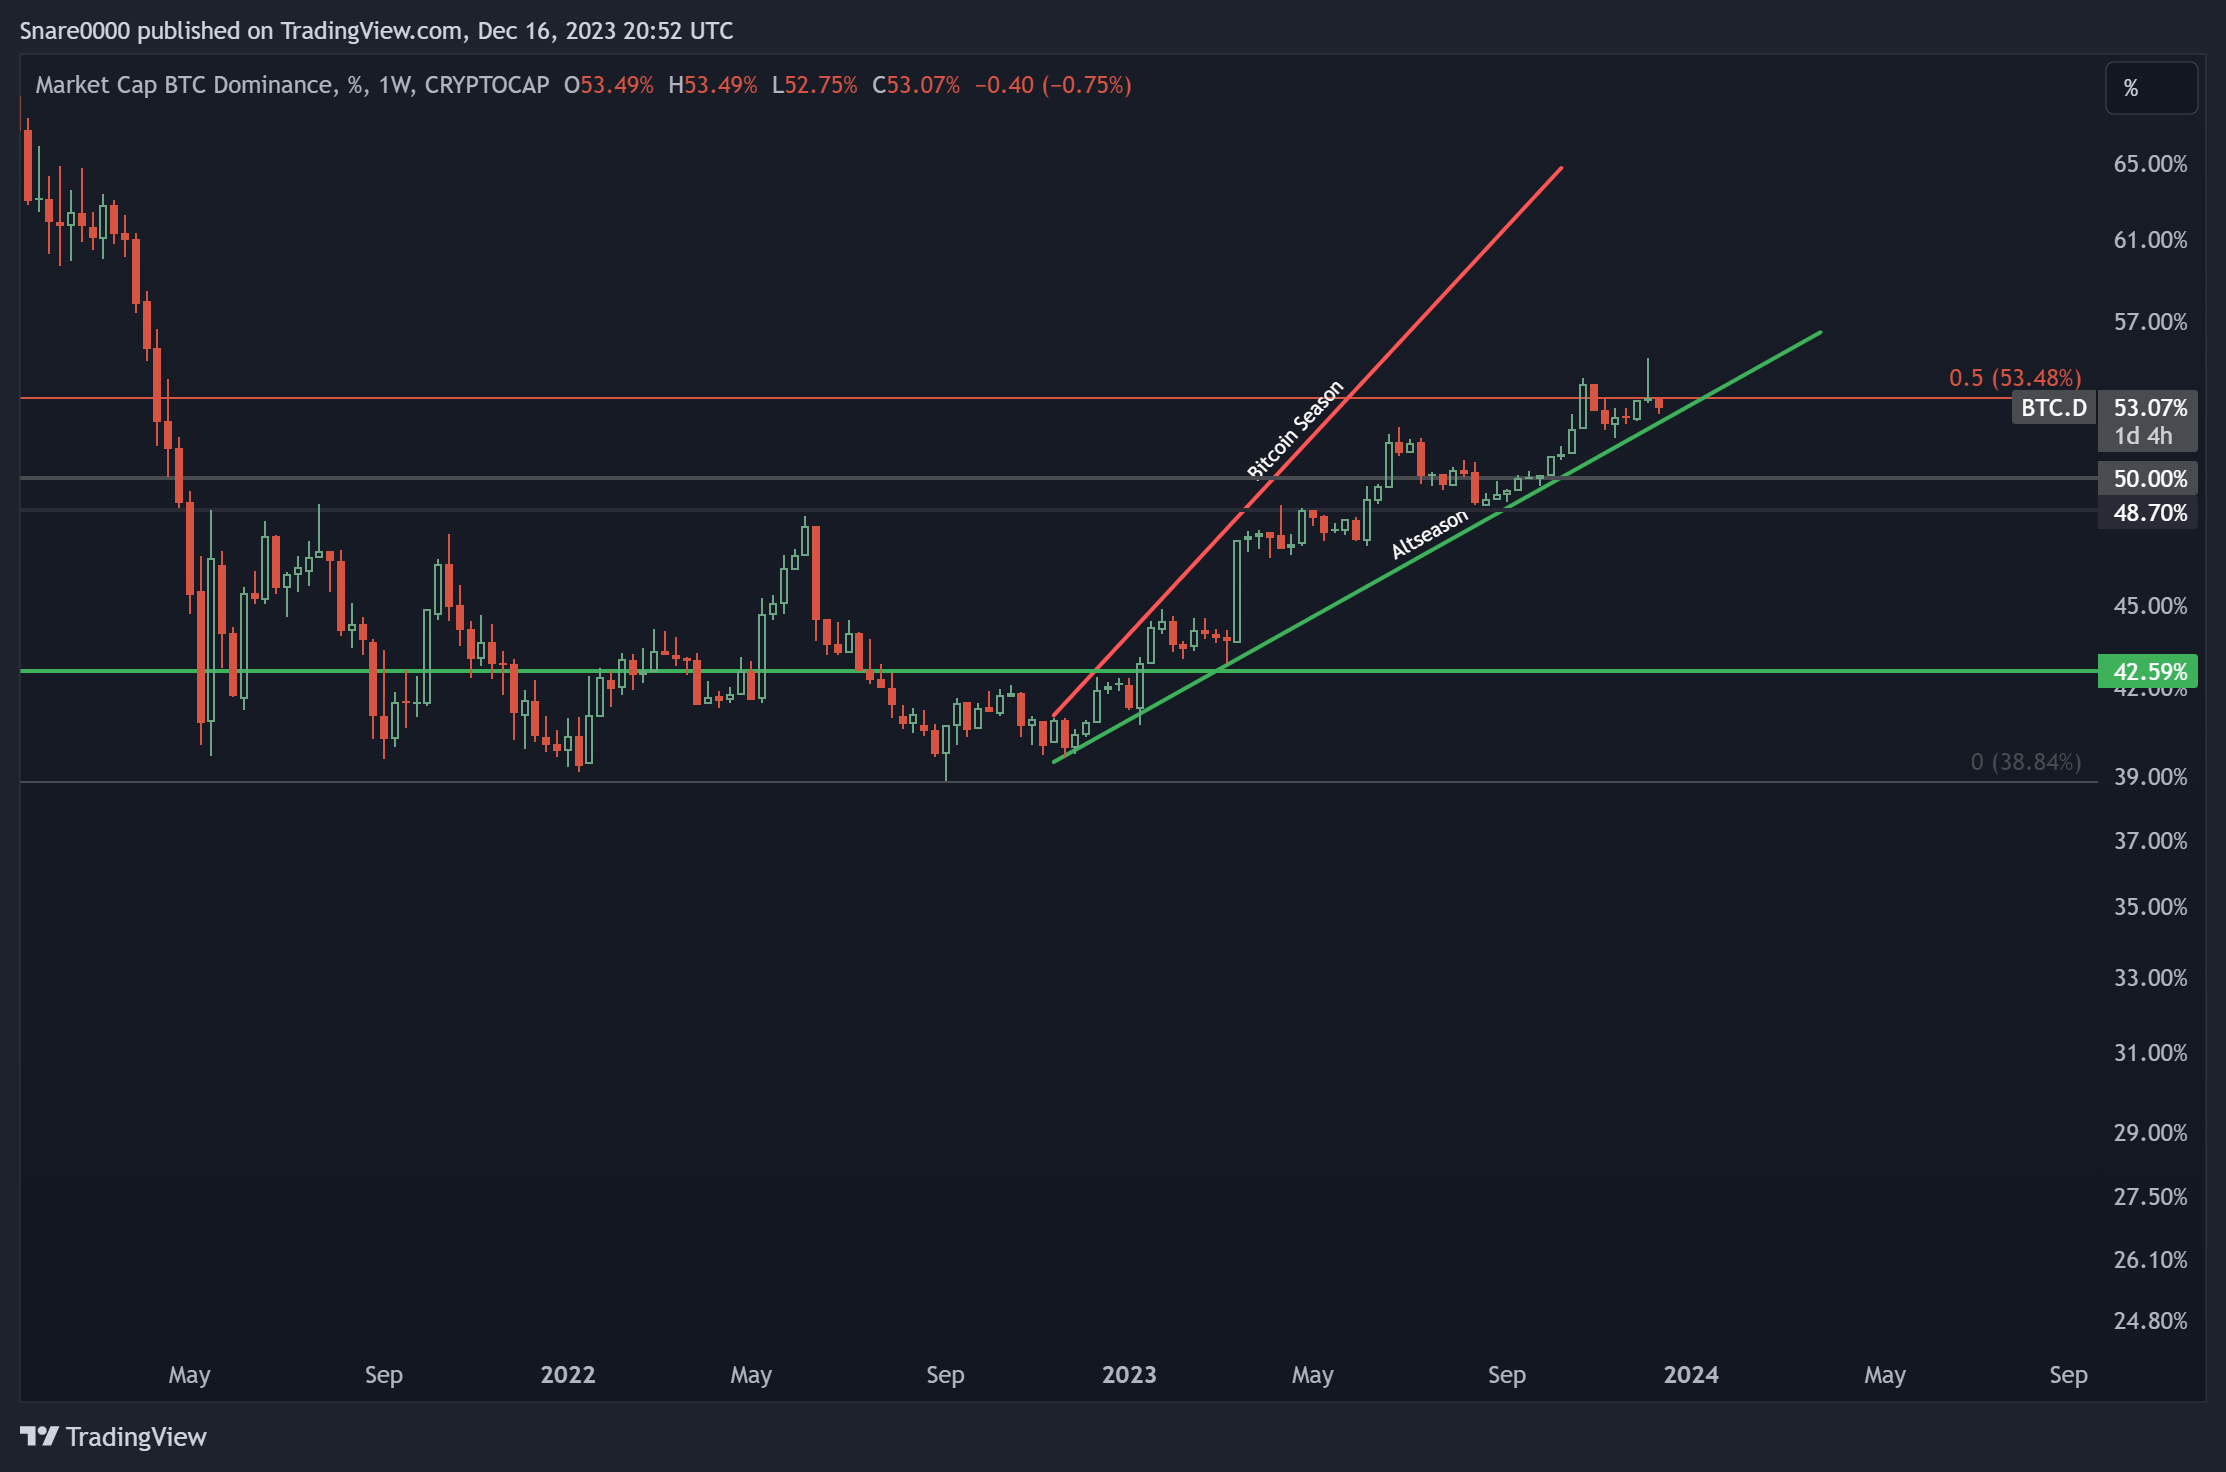 Snare0000 published on TradingView.com, Dec 16, 2023 20:52 UTC
Market Cap BTC Dominance, %, 1W, CRYPTOCAP O53.49% H53.49% L52.75% C53.07% −0.40 (−0.75%)
%
65.00%
61.00%
57.00%
0.5 (53.48%)
Bitcoin Season
BTC.D 53.07%
1d 4h
50.00%
48.70%
Altseason
45.00%
42.59%
42.00%
0 (38.84%)
39.00%
37.00%
35.00%
33.00%
31.00%
29.00%
27.50%
26.10%
24.80%
May Sep 2022 May Sep 2023 May Sep 2024 May Sep
TradingView